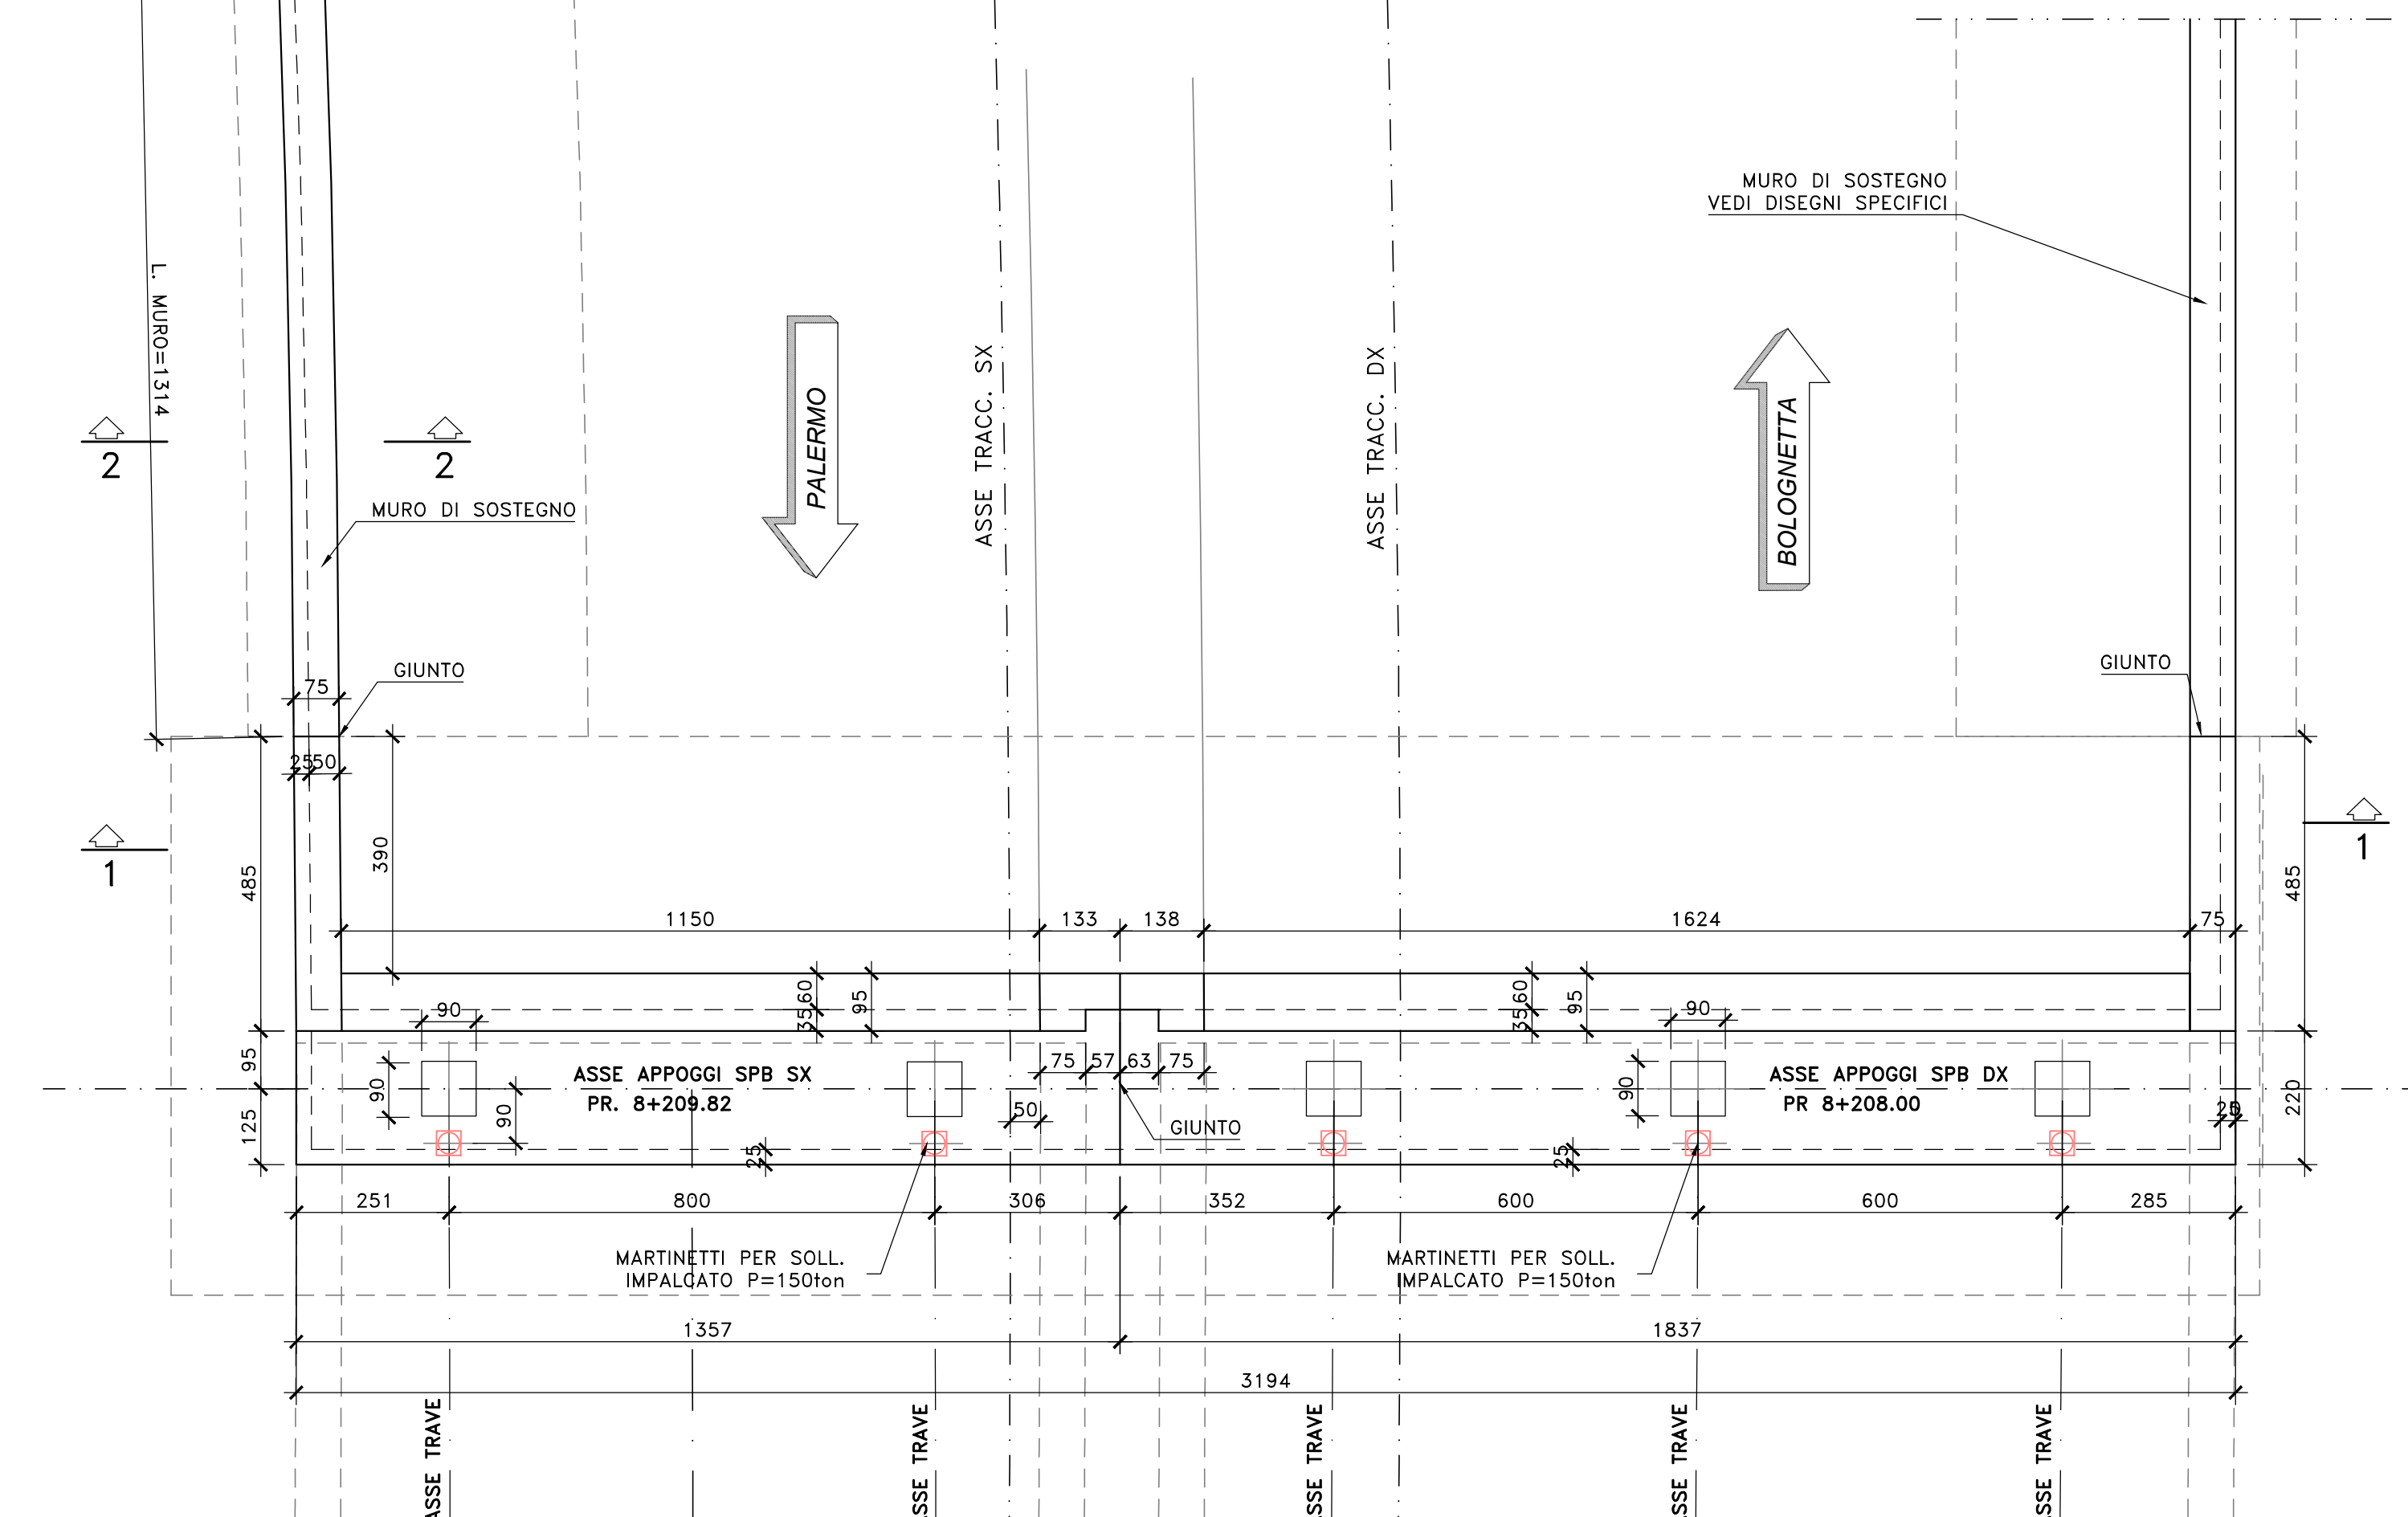 MURO DI SOSTEGNO
VEDI DISEGNI SPECIFICI
L. MURO=1314
ASSE TRACC. SX
ASSE TRACC. DX
PALERMO
BOLOGNETTA
2
2
MURO DI SOSTEGNO
GIUNTO
GIUNTO
75
25
50
390
1
1
485
485
1150
133
138
1624
75
60
35
95
60
35
95
90
90
95
90
90
125
ASSE APPOGGI SPB SX
PR. 8+209.82
75
57
63
75
50
GIUNTO
90
ASSE APPOGGI SPB DX
PR 8+208.00
220
25
25
251
800
306
352
600
600
285
MARTINETTI PER SOLL.
IMPALCATO P=150ton
MARTINETTI PER SOLL.
IMPALCATO P=150ton
1357
1837
3194
ASSE TRAVE
ASSE TRAVE
ASSE TRAVE
ASSE TRAVE
ASSE TRAVE